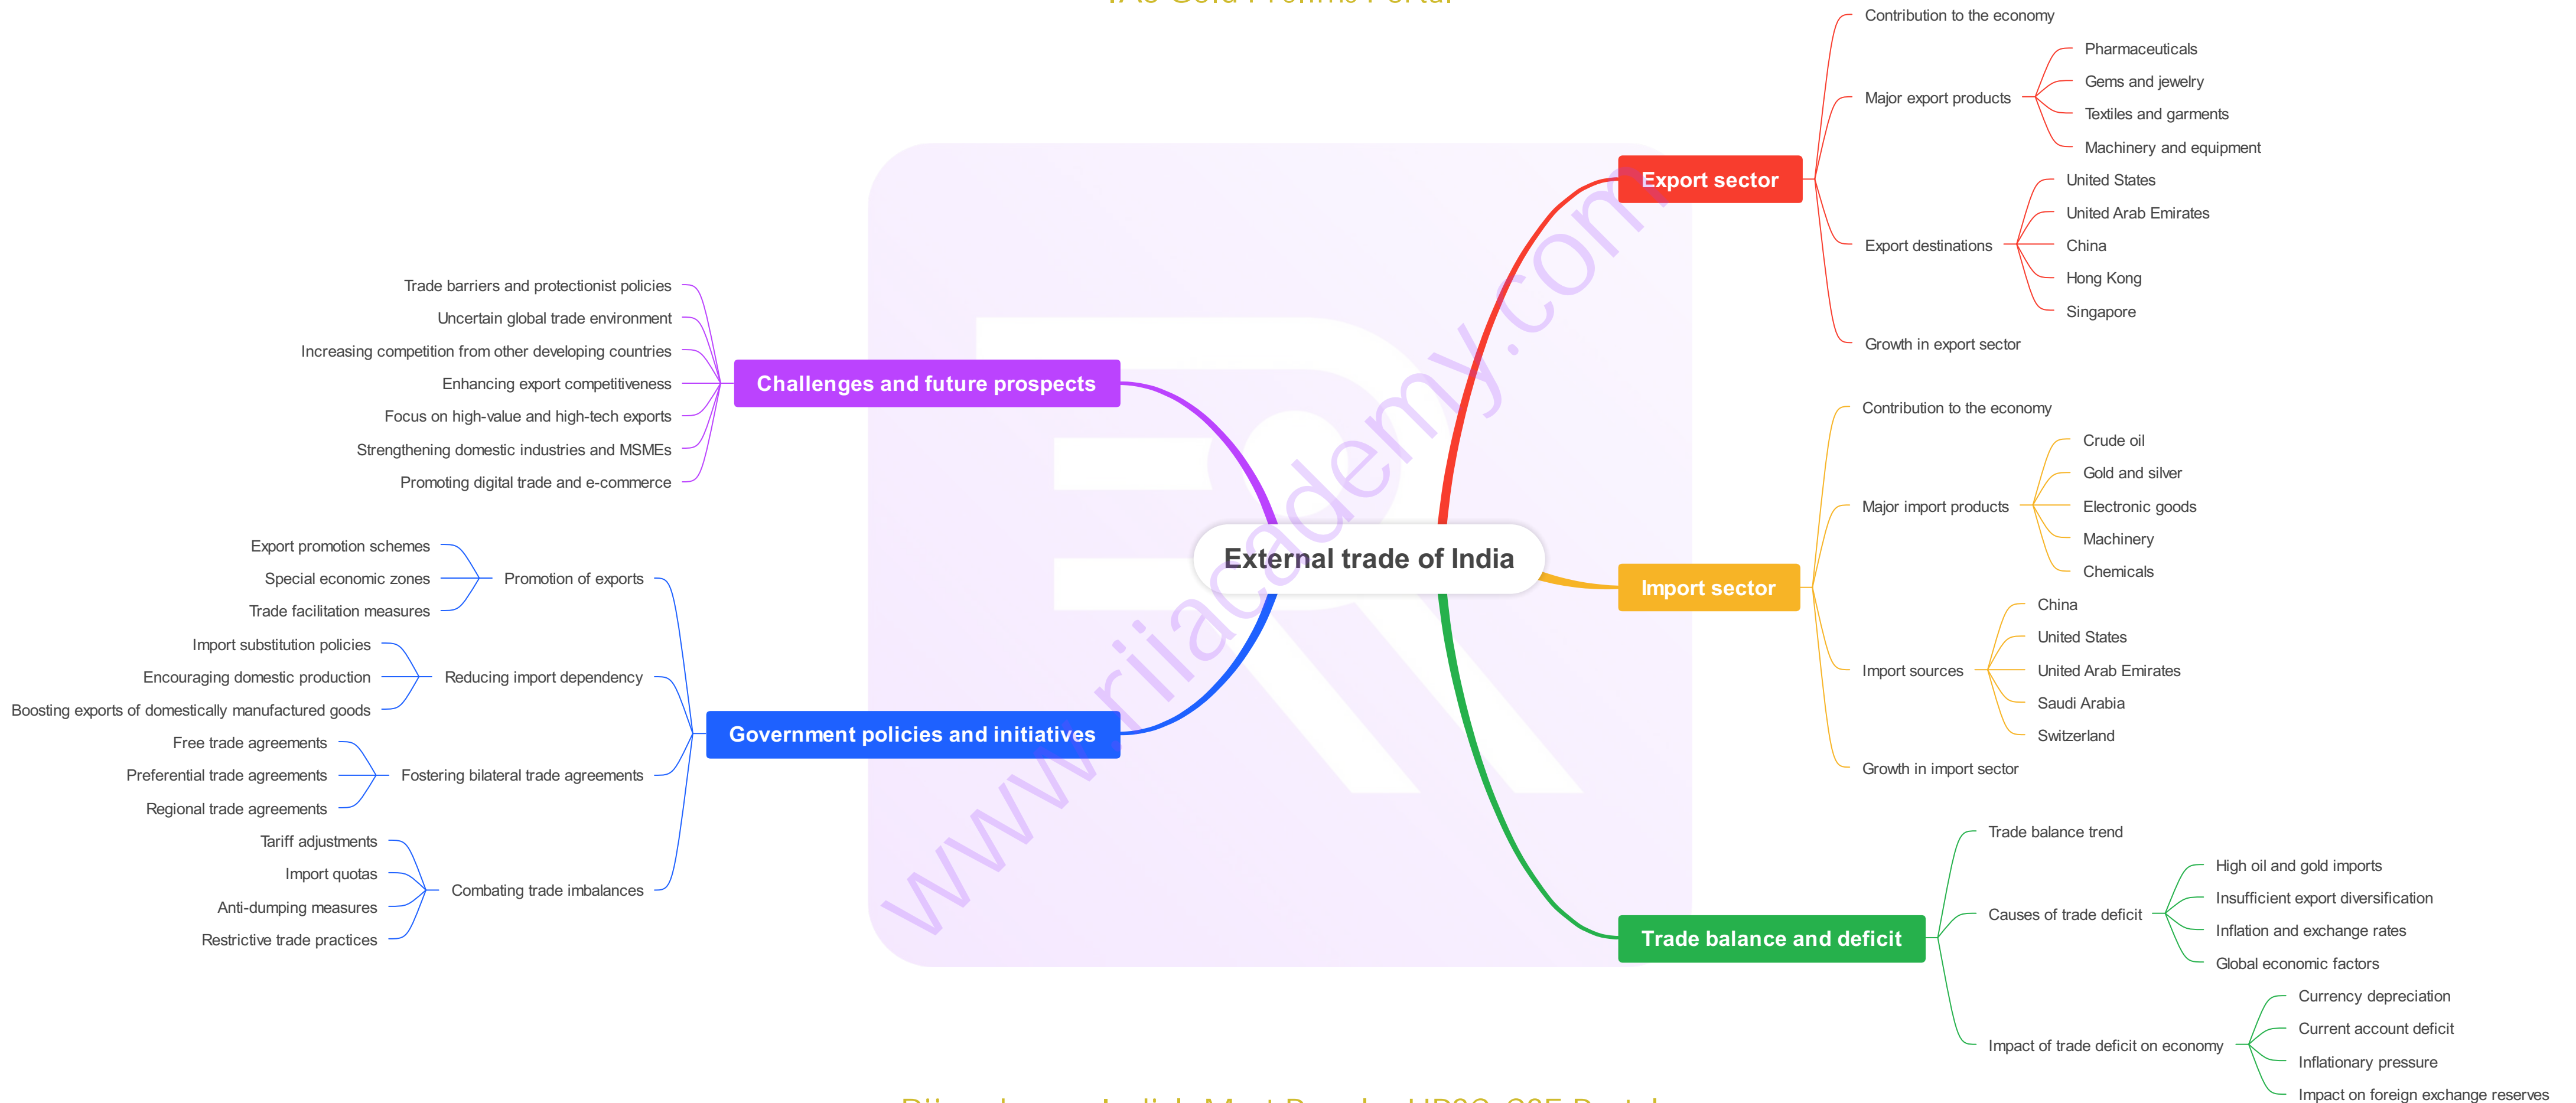 External trade of India
Export sector
Contribution to the economy
Major export products
Pharmaceuticals
Gems and jewelry
Textiles and garments
Machinery and equipment
Export destinations
United States
United Arab Emirates
China
Hong Kong
Singapore
Growth in export sector
Import sector
Contribution to the economy
Major import products
Crude oil
Gold and silver
Electronic goods
Machinery
Chemicals
Import sources
China
United States
United Arab Emirates
Saudi Arabia
Switzerland
Growth in import sector
Trade balance and deficit
Trade balance trend
Causes of trade deficit
High oil and gold imports
Insufficient export diversification
Inflation and exchange rates
Global economic factors
Impact of trade deficit on economy
Currency depreciation
Current account deficit
Inflationary pressure
Impact on foreign exchange reserves
Challenges and future prospects
Trade barriers and protectionist policies
Uncertain global trade environment
Increasing competition from other developing countries
Enhancing export competitiveness
Focus on high-value and high-tech exports
Strengthening domestic industries and MSMEs
Promoting digital trade and e-commerce
Government policies and initiatives
Promotion of exports
Export promotion schemes
Special economic zones
Trade facilitation measures
Reducing import dependency
Import substitution policies
Encouraging domestic production
Boosting exports of domestically manufactured goods
Fostering bilateral trade agreements
Free trade agreements
Preferential trade agreements
Regional trade agreements
Combating trade imbalances
Tariff adjustments
Import quotas
Anti-dumping measures
Restrictive trade practices